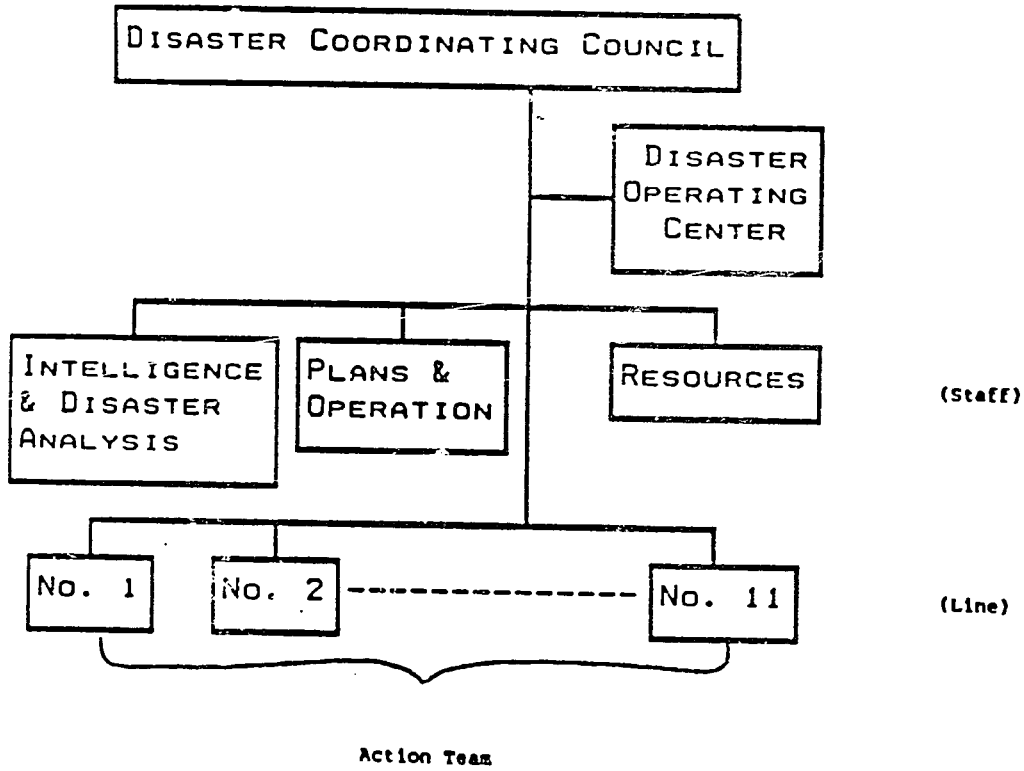 DISASTER COORDINATING COUNCIL
DISASTER
OPERATING
CENTER
INTELLIGENCE
& DISASTER
ANALYSIS
PLANS &
OPERATION
RESOURCES
(Staff)
No. 1
No. 2
No. 11
(Line)
Action Team